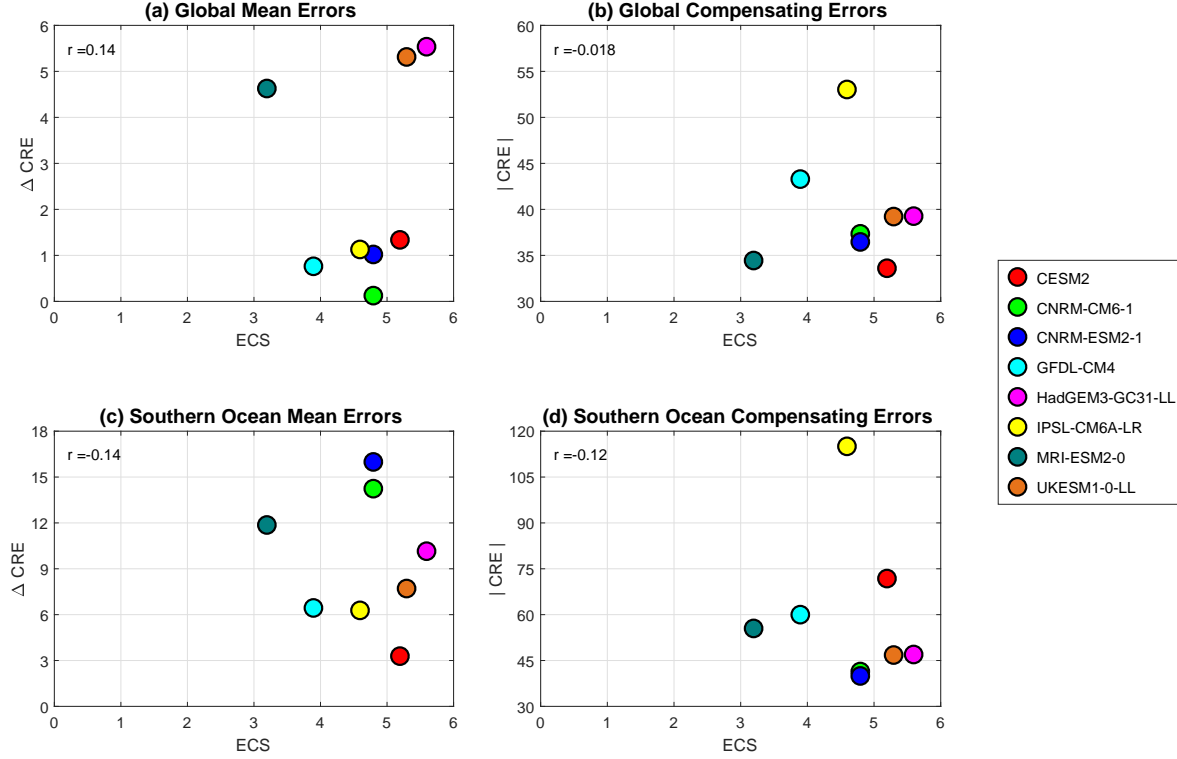 (a) Global Mean Errors
r =0.14
6
5
4
3
2
1
0
Δ CRE
0 1 2 3 4 5 6
ECS
(b) Global Compensating Errors
r =-0.018
60
55
50
45
40
35
30
| CRE |
0 1 2 3 4 5 6
ECS
(c) Southern Ocean Mean Errors
r =-0.14
18
15
12
9
6
3
0
Δ CRE
0 1 2 3 4 5 6
ECS
(d) Southern Ocean Compensating Errors
r =-0.12
120
105
90
75
60
45
30
| CRE |
0 1 2 3 4 5 6
ECS
CESM2
CNRM-CM6-1
CNRM-ESM2-1
GFDL-CM4
HadGEM3-GC31-LL
IPSL-CM6A-LR
MRI-ESM2-0
UKESM1-0-LL